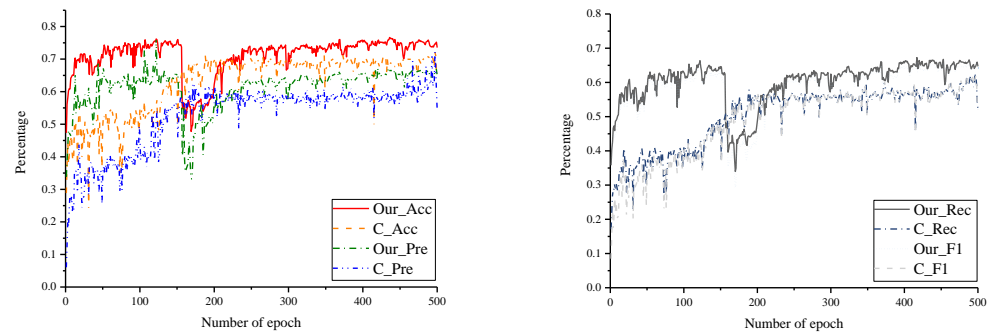 0.8
0.7
0.6
0.5
0.4
0.3
0.2
0.1
0.0
Percentage
0 100 200 300 400 500
Number of epoch
Our_Acc
C_Acc
Our_Pre
C_Pre
0.8
0.7
0.6
0.5
0.4
0.3
0.2
0.1
0.0
Percentage
0 100 200 300 400 500
Number of epoch
Our_Rec
C_Rec
Our_F1
C_F1